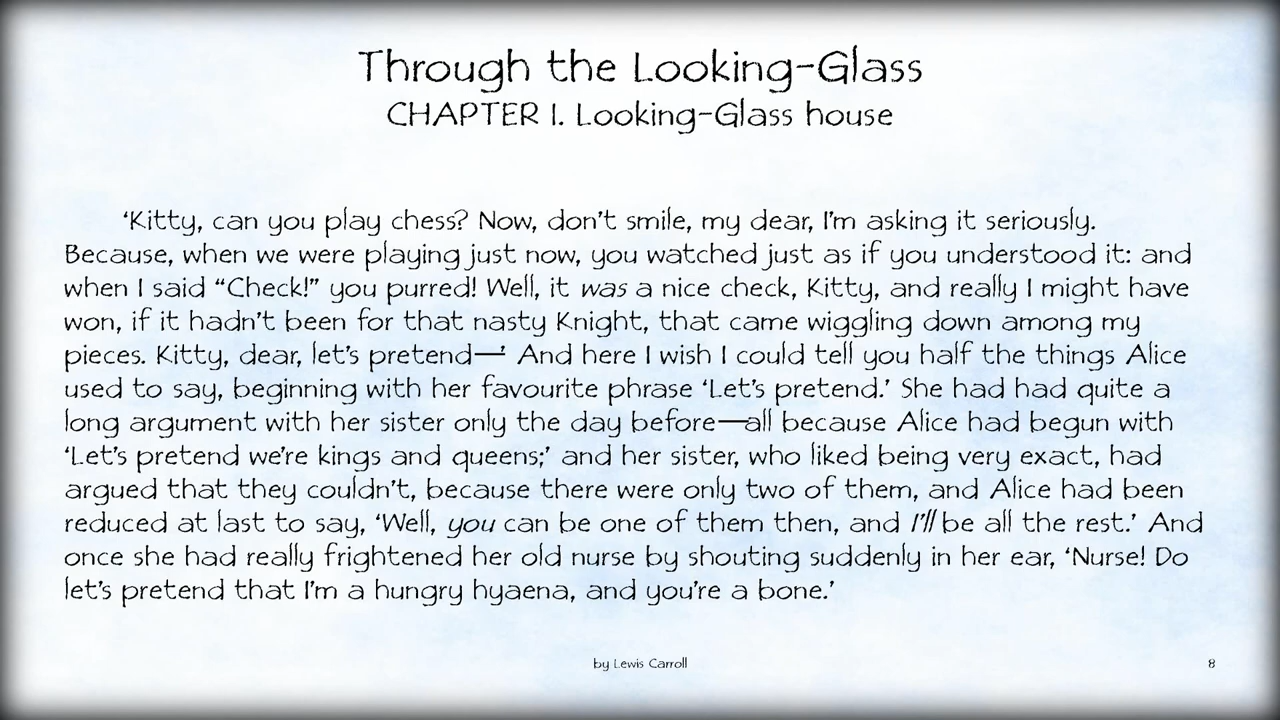 Through the Looking-Glass
CHAPTER I. Looking-Glass house
‘Kitty, can you play chess? Now, don’t smile, my dear, I’m asking it seriously.
Because, when we were playing just now, you watched just as if you understood it: and
when I said “Check!” you purred! Well, it was a nice check, Kitty, and really I might have
won, if it hadn’t been for that nasty Knight, that came wiggling down among my
pieces. Kitty, dear, let’s pretend—’ And here I wish I could tell you half the things Alice
used to say, beginning with her favourite phrase ‘Let’s pretend.’ She had had quite a
long argument with her sister only the day before—all because Alice had begun with
‘Let’s pretend we’re kings and queens;’ and her sister, who liked being very exact, had
argued that they couldn’t, because there were only two of them, and Alice had been
reduced at last to say, ‘Well, you can be one of them then, and I’ll be all the rest.’ And
once she had really frightened her old nurse by shouting suddenly in her ear, ‘Nurse! Do
let’s pretend that I’m a hungry hyaena, and you’re a bone.’
by Lewis Carroll
8